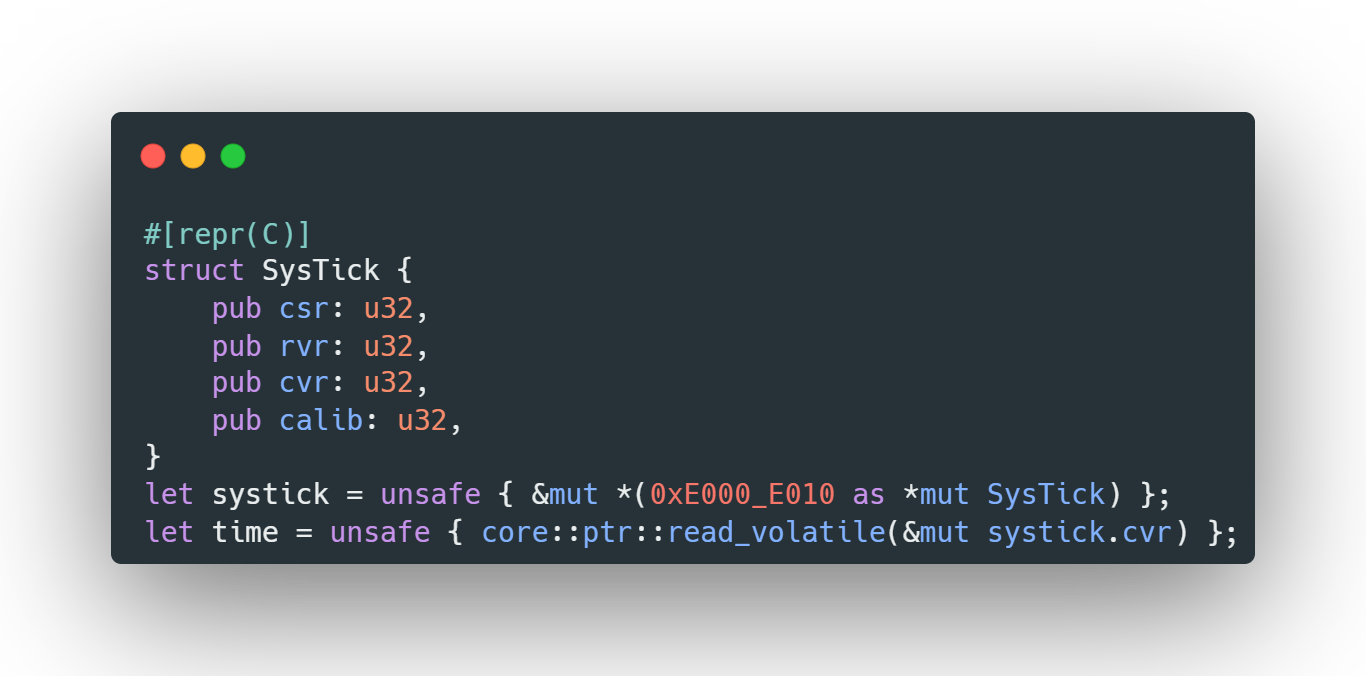 #[repr(C)]
struct SysTick {
    pub csr: u32,
    pub rvr: u32,
    pub cvr: u32,
    pub calib: u32,
}
let systick = unsafe { &mut *(0xE000_E010 as *mut SysTick) };
let time = unsafe { core::ptr::read_volatile(&mut systick.cvr) };